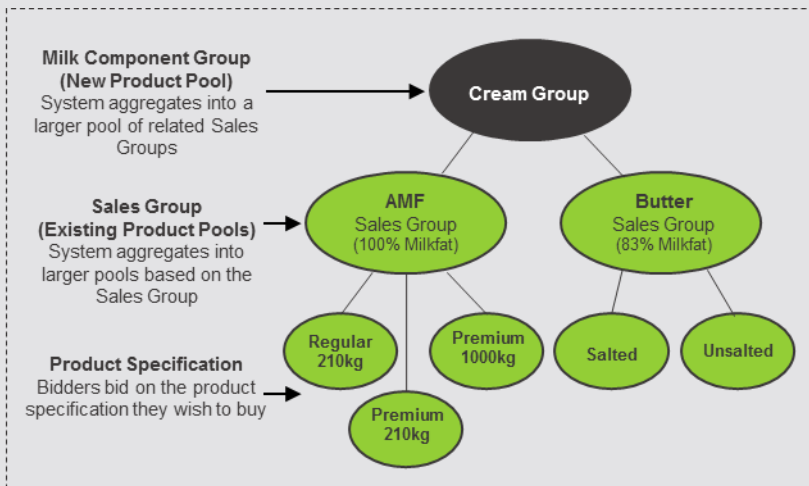 Milk Component Group
(New Product Pool)
System aggregates into a
larger pool of related Sales
Groups
Cream Group
Sales Group
(Existing Product Pools)
System aggregates into
larger pools based on the
Sales Group
AMF
Sales Group
(100% Milkfat)
Butter
Sales Group
(83% Milkfat)
Product Specification
Bidders bid on the product
specification they wish to buy
Regular
210kg
Premium
210kg
Premium
1000kg
Salted
Unsalted